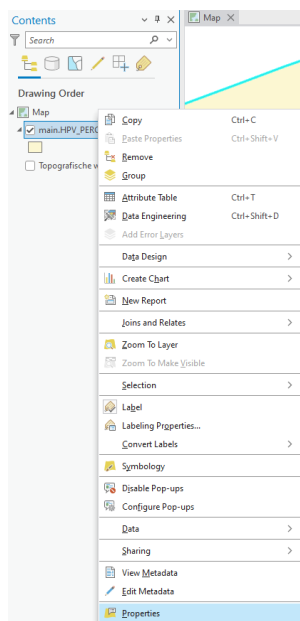 Contents
Map
Search
Drawing Order
Map
main.HPV_PERC
Topografische
Copy Ctrl+C
Paste Properties Ctrl+Shift+V
Remove
Group
Attribute Table Ctrl+T
Data Engineering Ctrl+Shift+D
Add Error Layers
Data Design
Create Chart
New Report
Joins and Relates
Zoom To Layer
Zoom To Make Visible
Selection
Label
Labeling Properties...
Convert Labels
Symbology
Disable Pop-ups
Configure Pop-ups
Data
Sharing
View Metadata
Edit Metadata
Properties